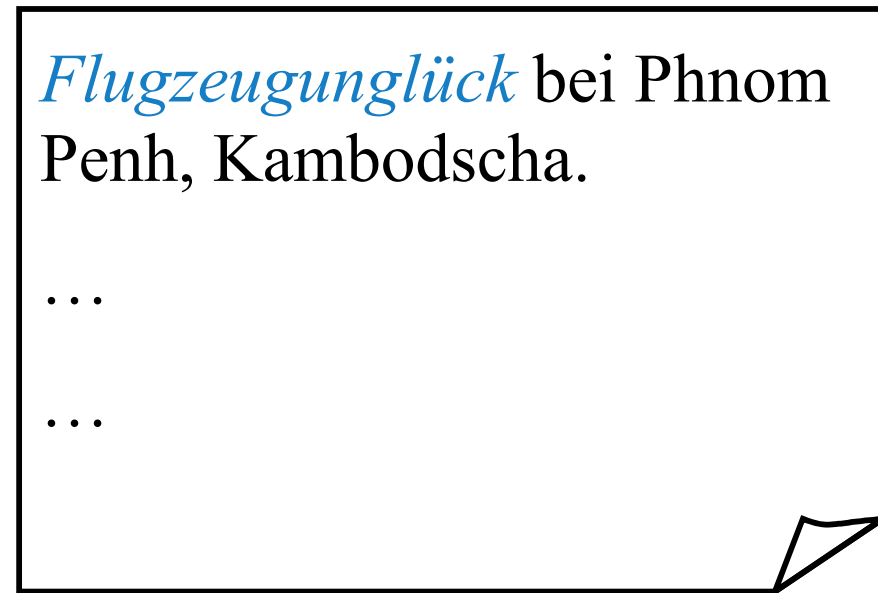 Flugzeugunglück bei Phnom
Penh, Kambodscha.
…
…